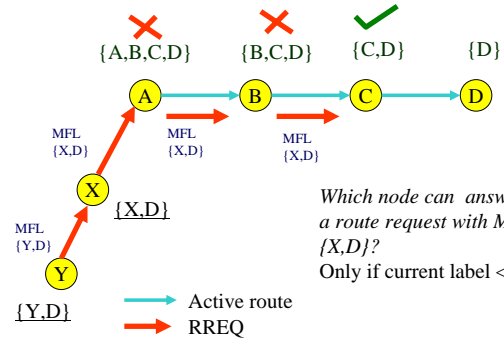 {A,B,C,D}
{B,C,D}
{C,D}
{D}
A
B
C
D
MFL
{X,D}
MFL
{X,D}
MFL
{X,D}
X
{X,D}
Which node can answ
a route request with M
{X,D}?
Only if current label <
MFL
{Y,D}
Y
{Y,D}
Active route
RREQ